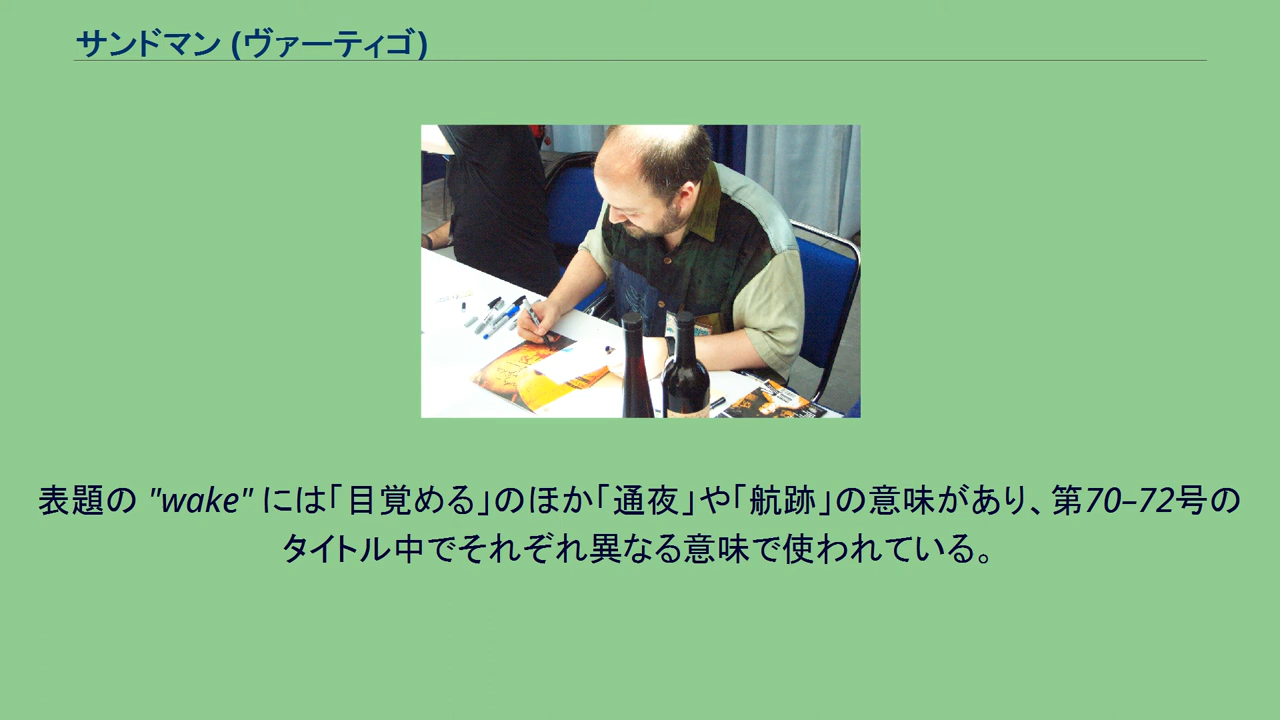 サンドマン (ヴァーティゴ)
表題の "wake" には「目覚める」のほか「通夜」や「航跡」の意味があり、第70–72号の
タイトル中でそれぞれ異なる意味で使われている。